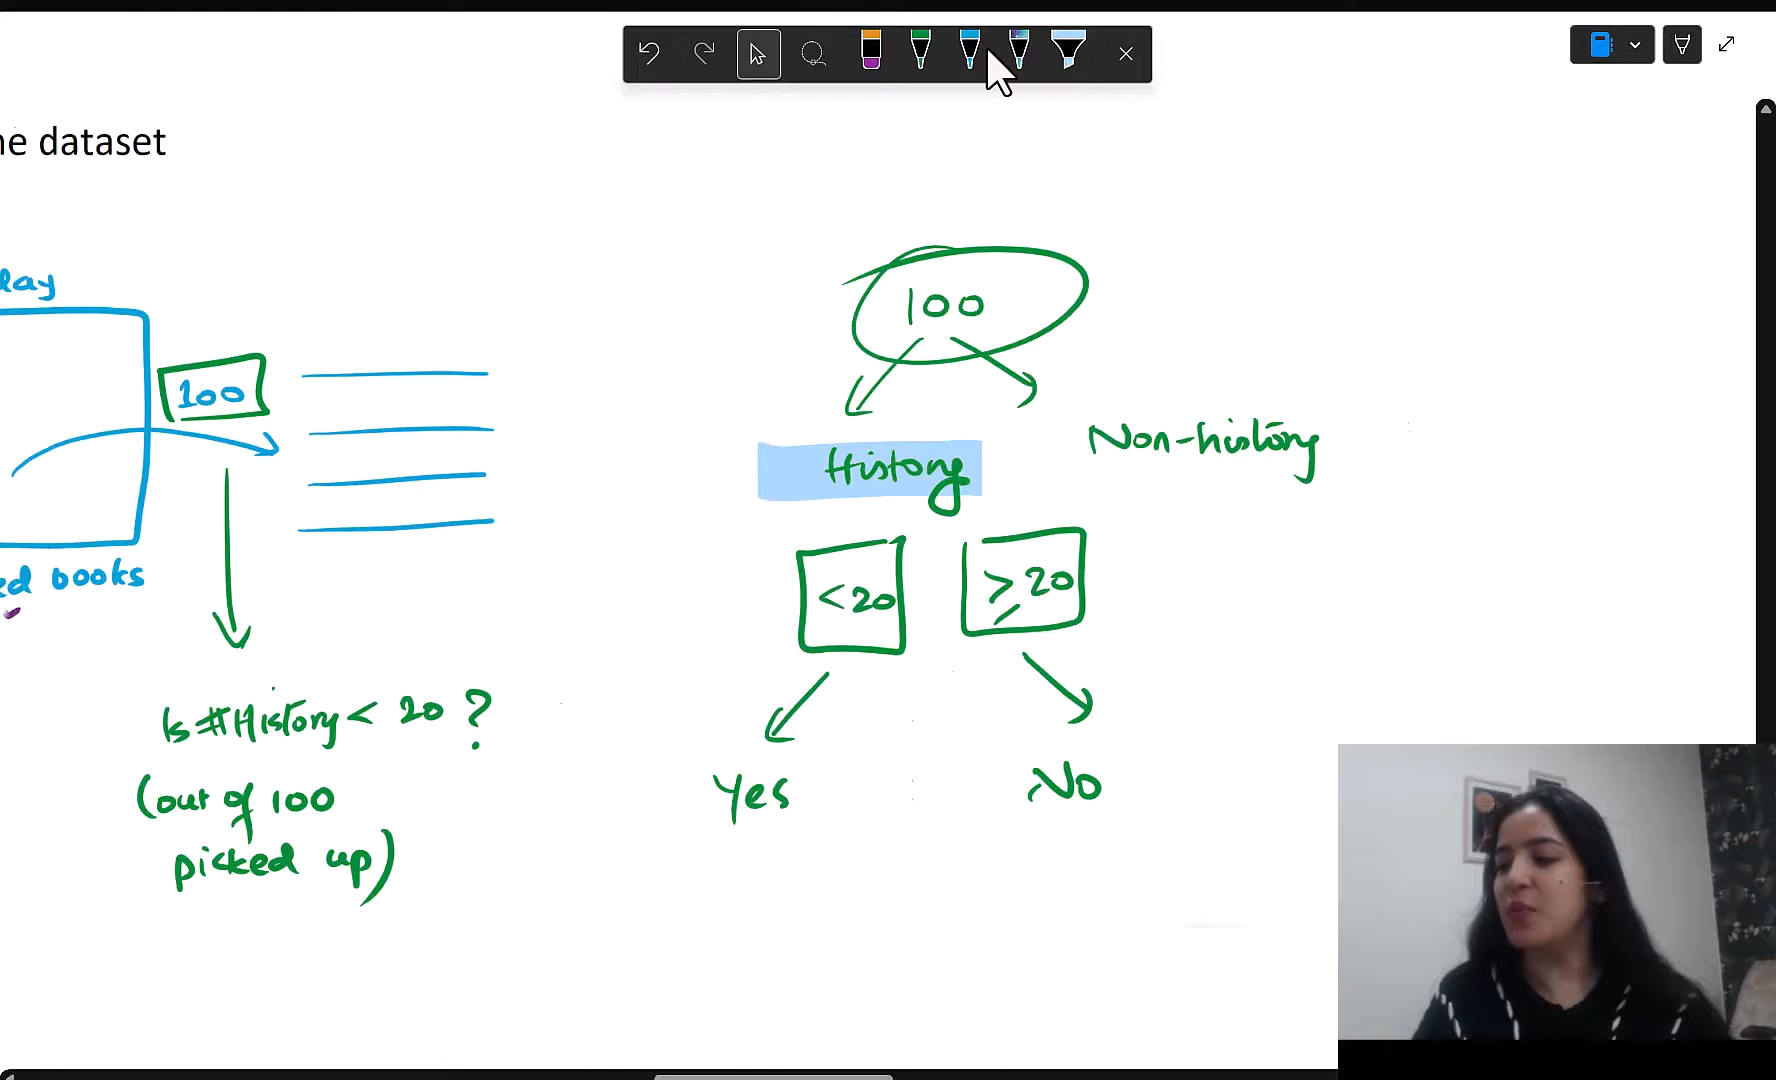 he dataset
lay
100
ed books
Is #History < 20 ?
(out of 100
picked up)
100
History
Non-history
<20
≥20
Yes
No